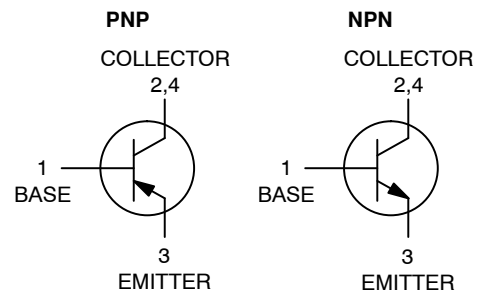 PNP
COLLECTOR
2,4
1
BASE
3
EMITTER
NPN
COLLECTOR
2,4
1
BASE
3
EMITTER